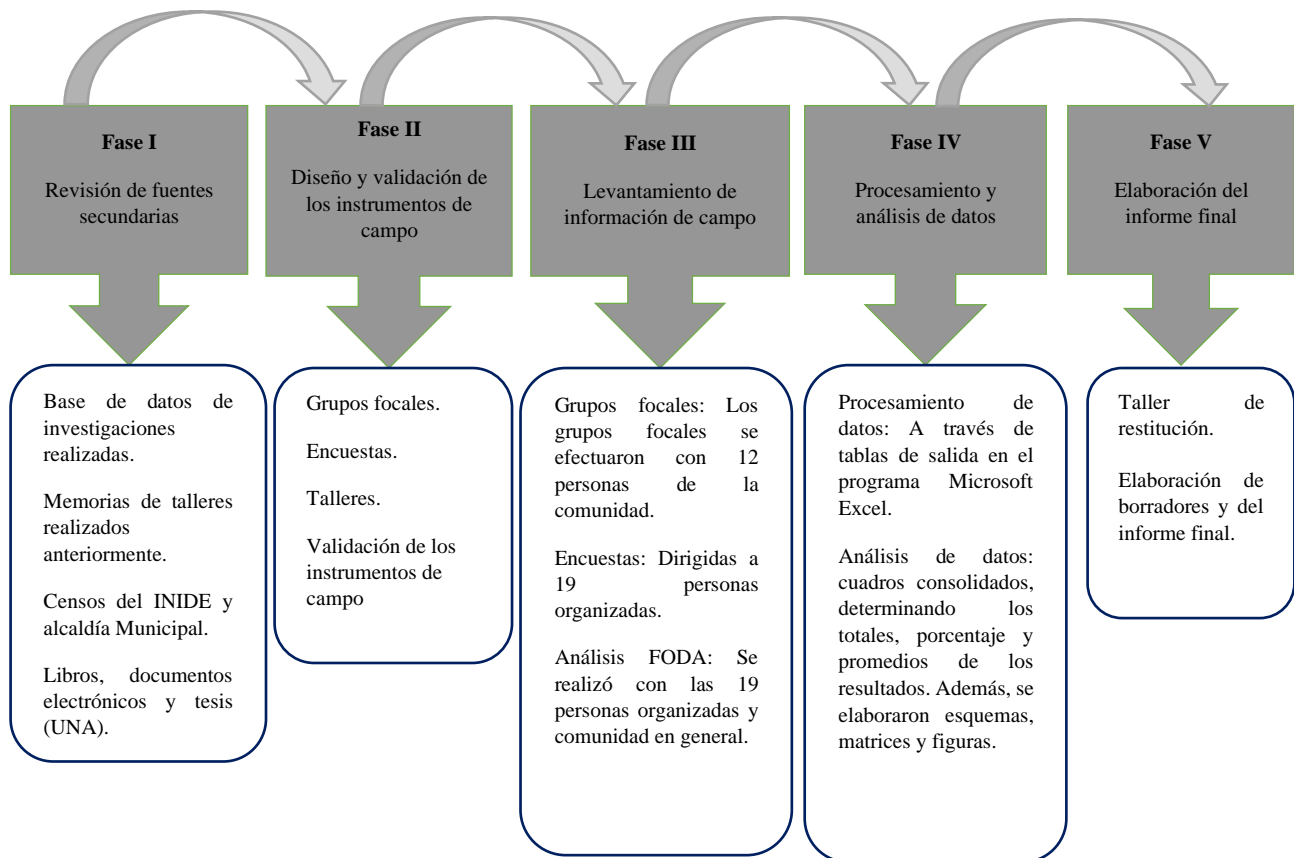 Fase I
Revisión de fuentes
secundarias
Fase II
Diseño y validación de
los instrumentos de
campo
Fase III
Levantamiento de
información de campo
Fase IV
Procesamiento y
análisis de datos
Fase V
Elaboración del
informe final
Base de datos de
investigaciones
realizadas.
Memorias de talleres
realizados
anteriormente.
Censos del INIDE y
alcaldía Municipal.
Libros, documentos
electrónicos y tesis
(UNA).
Grupos focales.
Encuestas.
Talleres.
Validación de los
instrumentos de
campo
Grupos focales: Los
grupos focales se
efectuaron con 12
personas de la
comunidad.
Encuestas: Dirigidas a
19 personas
organizadas.
Análisis FODA: Se
realizó con las 19
personas organizadas y
comunidad en general.
Procesamiento de
datos: A través de
tablas de salida en el
programa Microsoft
Excel.
Análisis de datos:
cuadros consolidados,
determinando los
totales, porcentaje y
promedios de los
resultados. Además, se
elaboraron esquemas,
matrices y figuras.
Taller de
restitución.
Elaboración de
borradores y del
informe final.